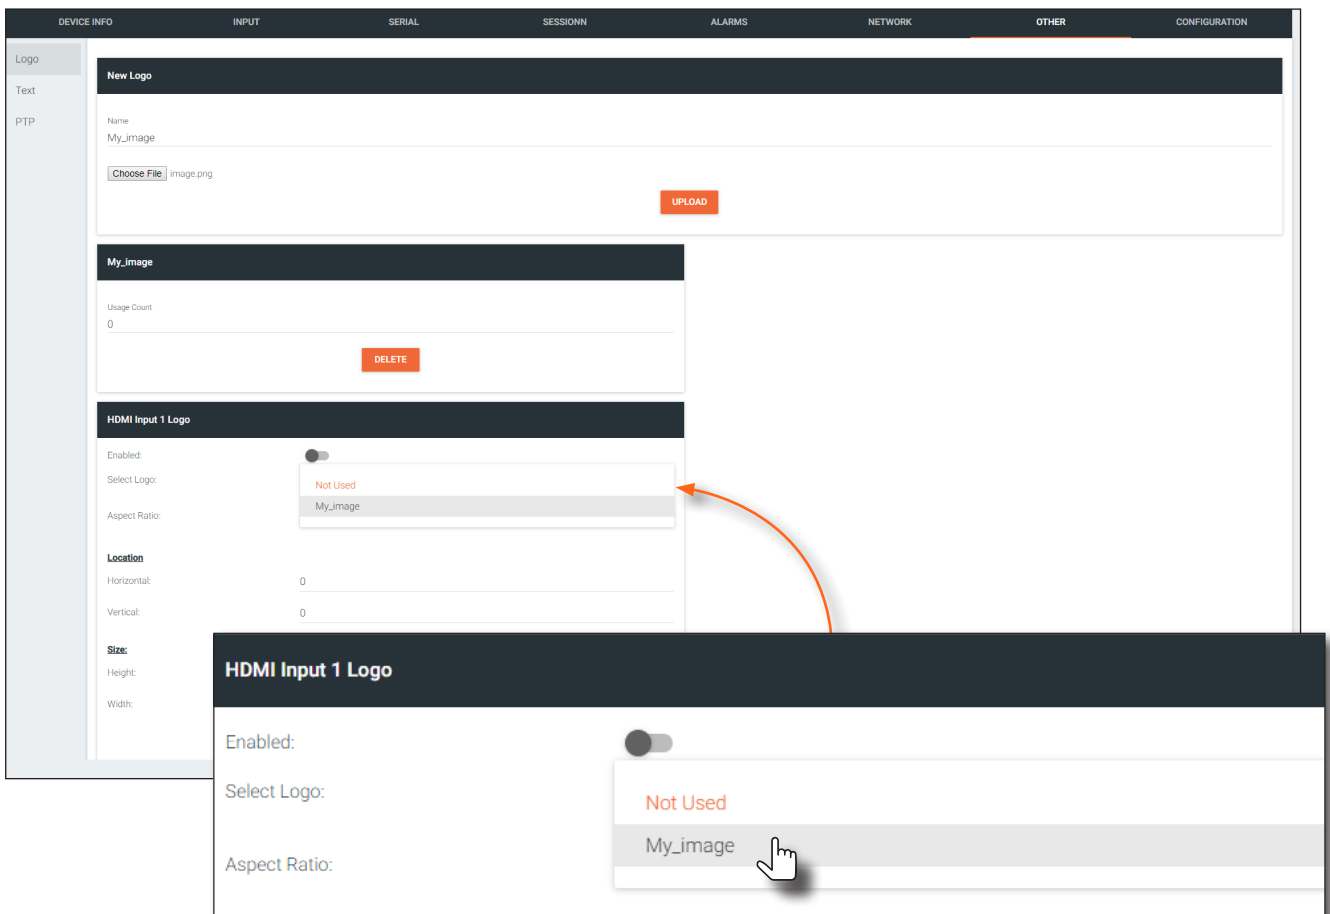 DEVICE INFO INPUT SERIAL SESSIONN ALARMS NETWORK OTHER CONFIGURATION
Logo
Text
PTP
New Logo
Name
My_image
Choose File image.png
UPLOAD
My_image
Usage Count
0
DELETE
HDMI Input 1 Logo
Enabled:
Select Logo:
Not Used
My_image
Aspect Ratio:
Location
Horizontal: 0
Vertical: 0
Size:
Height:
Width:
HDMI Input 1 Logo
Enabled:
Select Logo:
Not Used
My_image
Aspect Ratio: